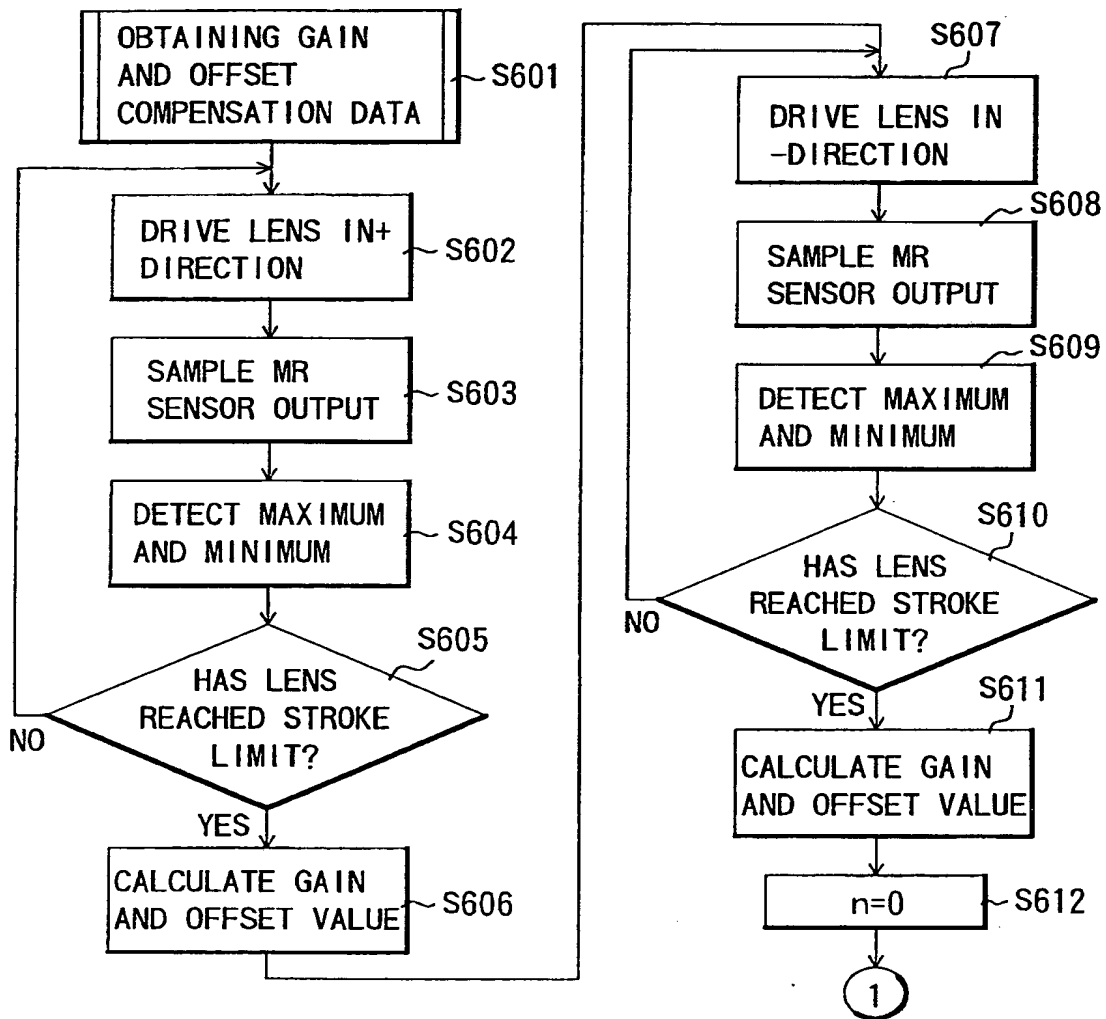 OBTAINING GAIN
AND OFFSET
COMPENSATION DATA
S601
DRIVE LENS IN+
DIRECTION
S602
SAMPLE MR
SENSOR OUTPUT
S603
DETECT MAXIMUM
AND MINIMUM
S604
S605
HAS LENS
REACHED STROKE
LIMIT?
NO
YES
CALCULATE GAIN
AND OFFSET VALUE
S606
S607
DRIVE LENS IN
-DIRECTION
S608
SAMPLE MR
SENSOR OUTPUT
S609
DETECT MAXIMUM
AND MINIMUM
S610
HAS LENS
REACHED STROKE
LIMIT?
NO
YES
S611
CALCULATE GAIN
AND OFFSET VALUE
n=0
S612
1